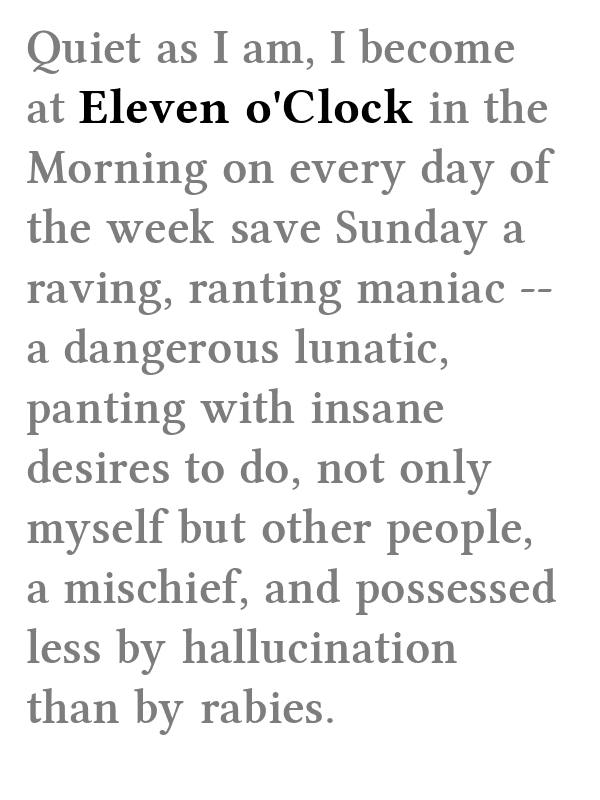 Quiet as I am, I become
at Eleven o'Clock in the
Morning on every day of
the week save Sunday a
raving, ranting maniac --
a dangerous lunatic,
panting with insane
desires to do, not only
myself but other people,
a mischief, and possessed
less by hallucination
than by rabies.